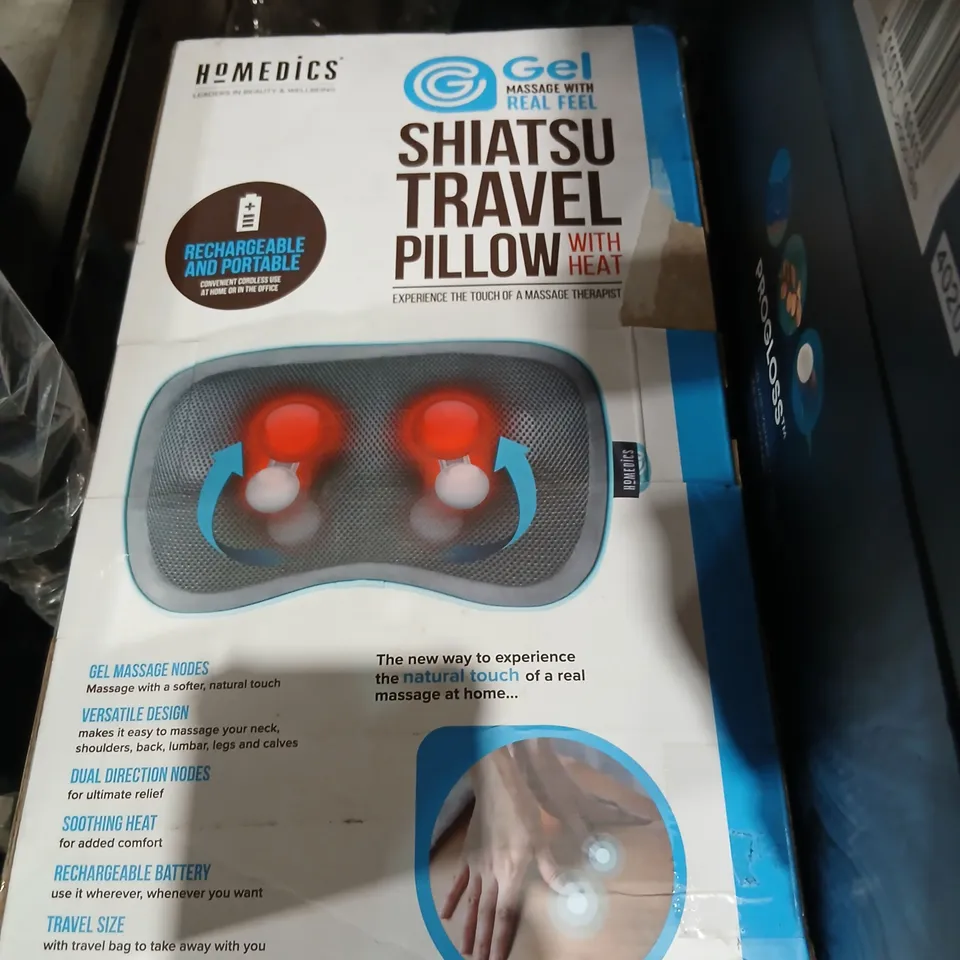 HoMEDiCS
LEADERS IN BEAUTY & WELLBEING
Gel
MASSAGE WITH
REAL FEEL
SHIATSU
TRAVEL
PILLOW WITH
HEAT
EXPERIENCE THE TOUCH OF A MASSAGE THERAPIST
RECHARGEABLE
AND PORTABLE
CONVENIENT CORDLESS USE
AT HOME OR IN THE OFFICE
HoMEDiCS
GEL MASSAGE NODES
Massage with a softer, natural touch
VERSATILE DESIGN
makes it easy to massage your neck,
shoulders, back, lumbar, legs and calves
DUAL DIRECTION NODES
for ultimate relief
SOOTHING HEAT
for added comfort
RECHARGEABLE BATTERY
use it wherever, whenever you want
TRAVEL SIZE
with travel bag to take away with you
The new way to experience
the natural touch of a real
massage at home...
PROGLOSS™
4020